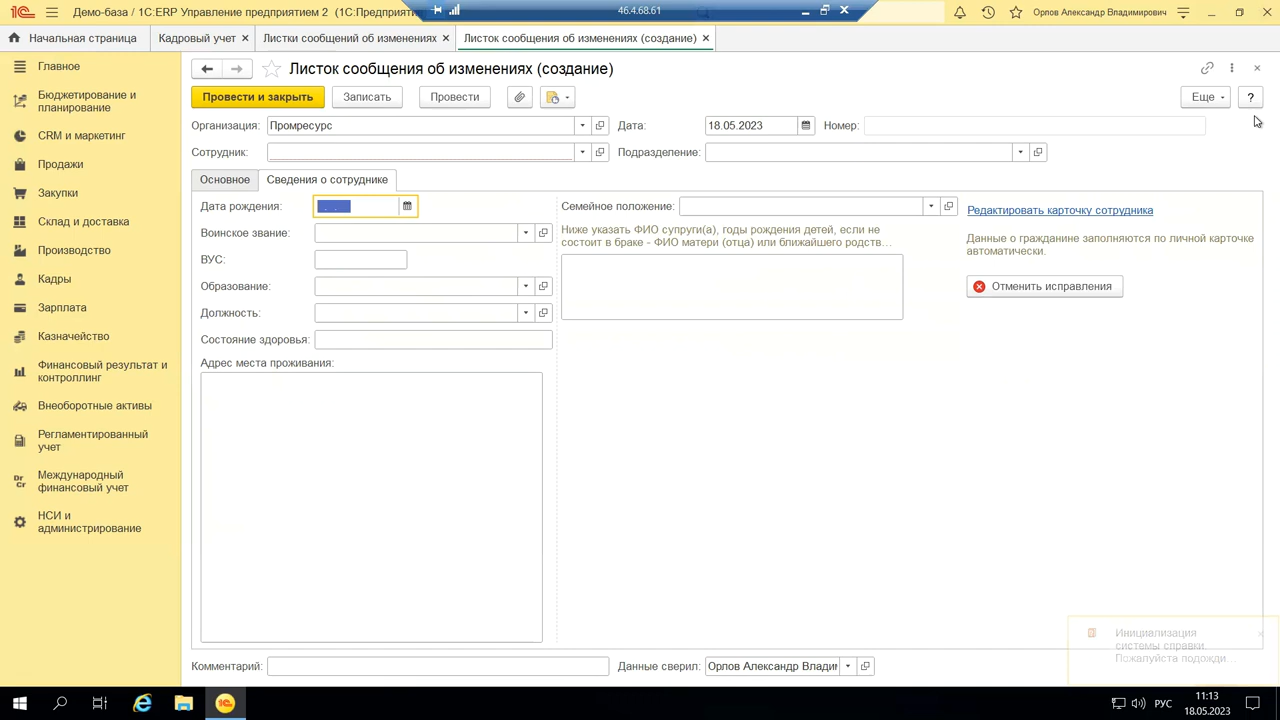 Демо-база / 1С:ERP Управление предприятием 2 (1С:Предприяти
46.4.68.61
Орлов Александр Владимирович
Начальная страница
Кадровый учет ×
Листки сообщений об изменениях ×
Листок сообщения об изменениях (создание) ×
Листок сообщения об изменениях (создание)
Провести и закрыть
Записать
Провести
Еще
?
Организация:
Промресурс
Дата:
18.05.2023
Номер:
Сотрудник:
Подразделение:
Основное
Сведения о сотруднике
Дата рождения:
. .
Семейное положение:
Редактировать карточку сотрудника
Воинское звание:
Ниже указать ФИО супруги(а), годы рождения детей, если не
состоит в браке - ФИО матери (отца) или ближайшего родств…
Данные о гражданине заполняются по личной карточке
автоматически.
ВУС:
Образование:
Отменить исправления
Должность:
Состояние здоровья:
Адрес места проживания:
Комментарий:
Данные сверил:
Орлов Александр Владим
Главное
Бюджетирование и
планирование
CRM и маркетинг
Продажи
Закупки
Склад и доставка
Производство
Кадры
Зарплата
Казначейство
Финансовый результат и
контроллинг
Внеоборотные активы
Регламентированный
учет
Международный
финансовый учет
НСИ и
администрирование
Инициализация
системы справки.
Пожалуйста подожди…
РУС
11:13
18.05.2023